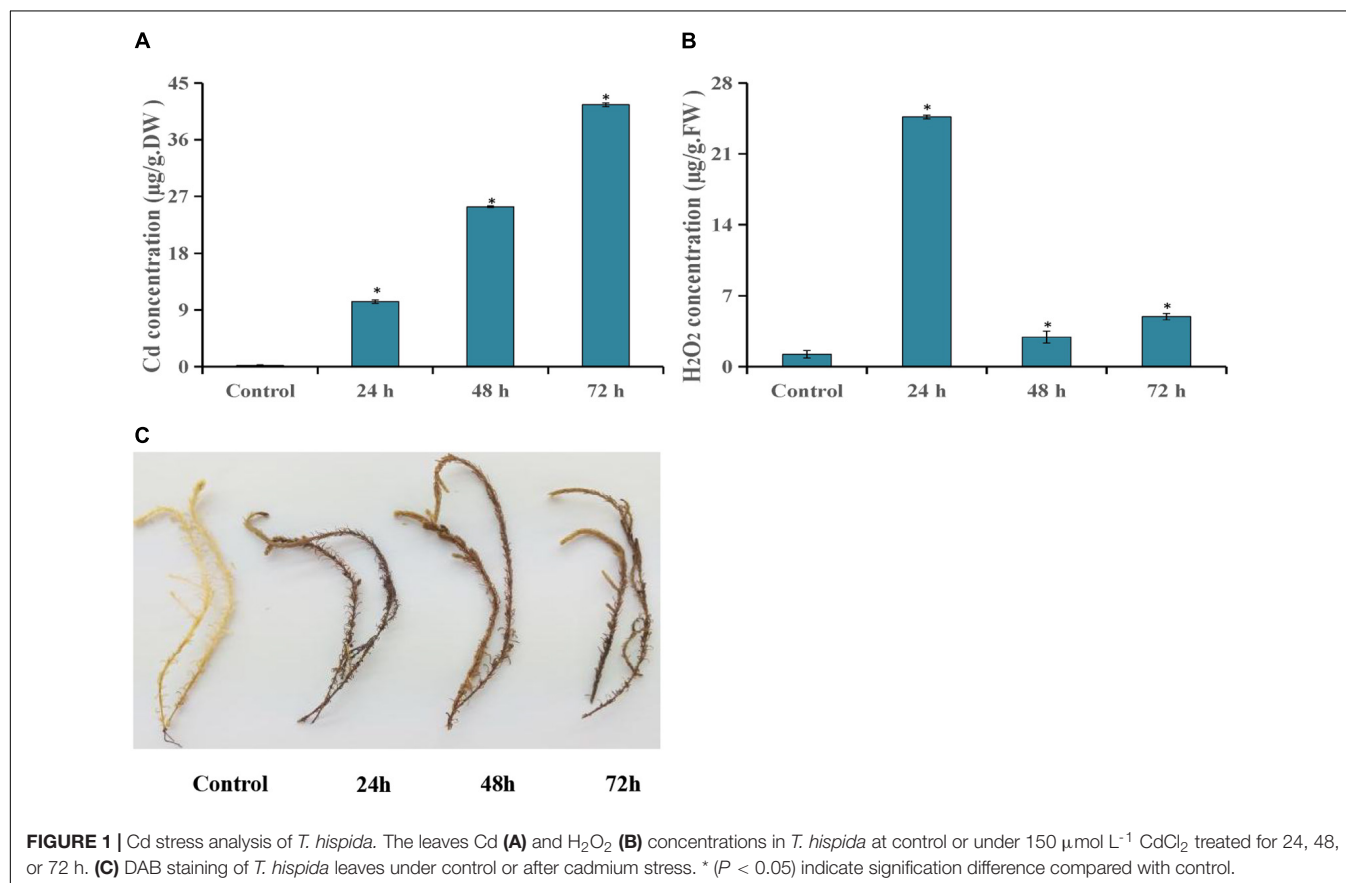 A
B
45
36
27
18
9
0
Cd concentration (µg/g.DW )
*
*
*
Control 24 h 48 h 72 h
28
21
14
7
0
H2O2 concentration (µg/g.FW)
*
*
*
Control 24 h 48 h 72 h
C
Control 24h 48h 72h
FIGURE 1 | Cd stress analysis of T. hispida. The leaves Cd (A) and H₂O₂ (B) concentrations in T. hispida at control or under 150 µmol L⁻¹ CdCl₂ treated for 24, 48,
or 72 h. (C) DAB staining of T. hispida leaves under control or after cadmium stress. * (P < 0.05) indicate signification difference compared with control.